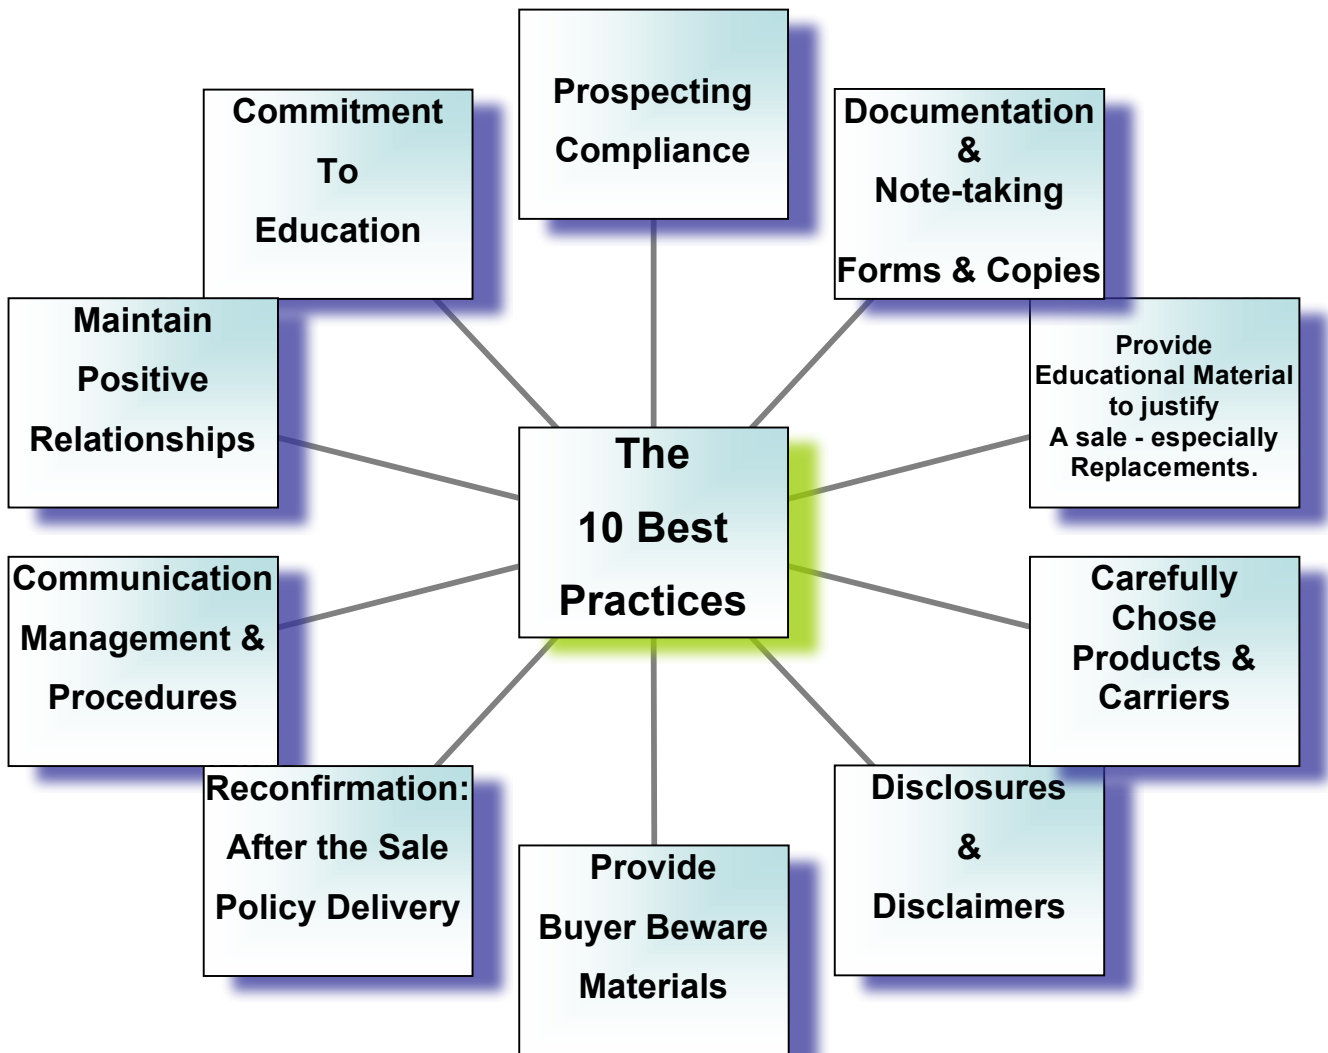 The
10 Best
Practices
Prospecting
Compliance
Documentation
&
Note-taking
Forms & Copies
Provide
Educational Material
to justify
A sale - especially
Replacements.
Carefully
Chose
Products &
Carriers
Disclosures
&
Disclaimers
Provide
Buyer Beware
Materials
Reconfirmation:
After the Sale
Policy Delivery
Communication
Management &
Procedures
Maintain
Positive
Relationships
Commitment
To
Education